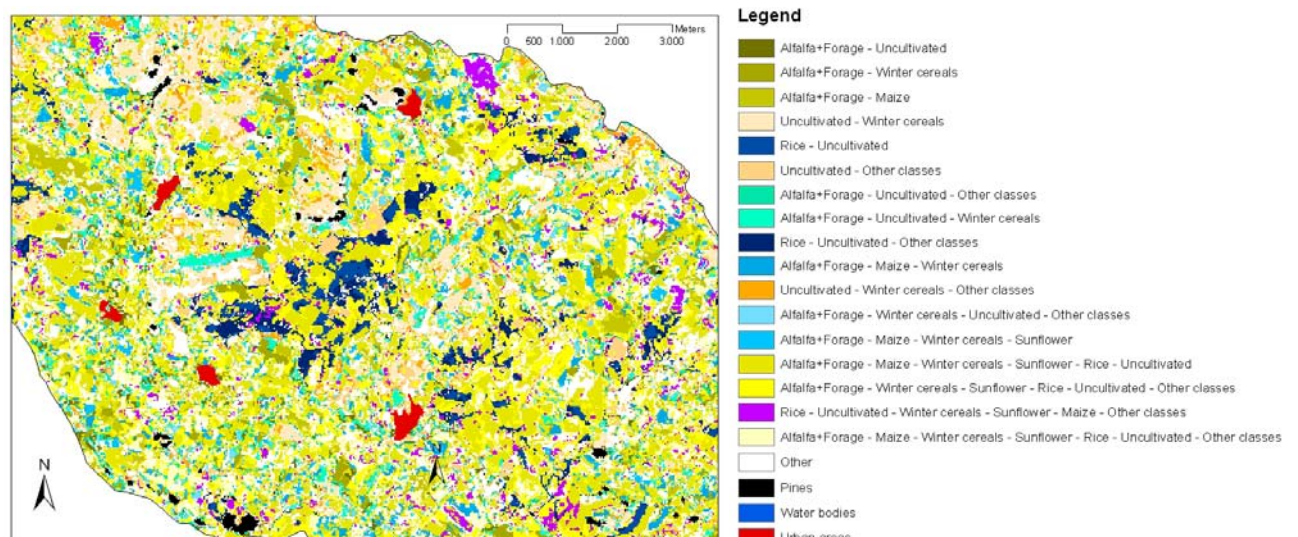 Legend
Meters
0 500 1.000 2.000 3.000
Alfalfa+Forage - Uncultivated
Alfalfa+Forage - Winter cereals
Alfalfa+Forage - Maize
Uncultivated - Winter cereals
Rice - Uncultivated
Uncultivated - Other classes
Alfalfa+Forage - Uncultivated - Other classes
Alfalfa+Forage - Uncultivated - Winter cereals
Rice - Uncultivated - Other classes
Alfalfa+Forage - Maize - Winter cereals
Uncultivated - Winter cereals - Other classes
Alfalfa+Forage - Winter cereals - Uncultivated - Other classes
Alfalfa+Forage - Maize - Winter cereals - Sunflower
Alfalfa+Forage - Maize - Winter cereals - Sunflower - Rice - Uncultivated
Alfalfa+Forage - Winter cereals - Sunflower - Rice - Uncultivated - Other classes
Rice - Uncultivated - Winter cereals - Sunflower - Maize - Other classes
Alfalfa+Forage - Maize - Winter cereals - Sunflower - Rice - Uncultivated - Other classes
Other
N
Pines
Water bodies
Urban areas